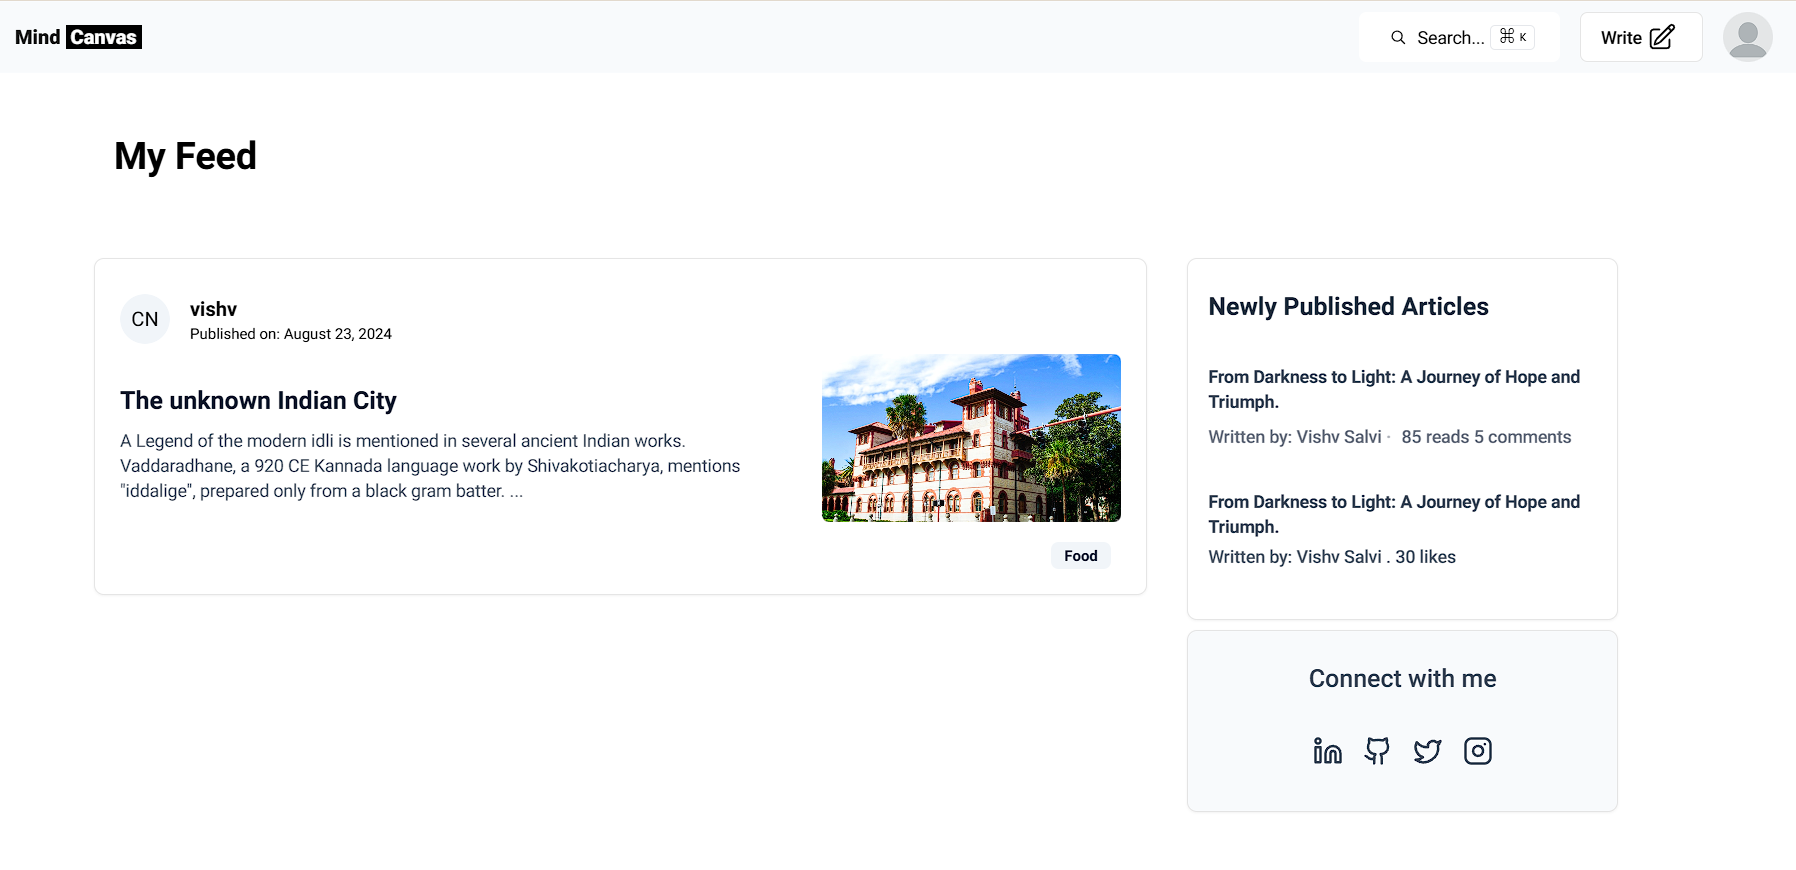 Mind Canvas
Search... ⌘ K
Write
My Feed
CN
vishv
Published on: August 23, 2024
The unknown Indian City
A Legend of the modern idli is mentioned in several ancient Indian works.
Vaddaradhane, a 920 CE Kannada language work by Shivakotiacharya, mentions
"iddalige", prepared only from a black gram batter. ...
Food
Newly Published Articles
From Darkness to Light: A Journey of Hope and
Triumph.
Written by: Vishv Salvi · 85 reads 5 comments
From Darkness to Light: A Journey of Hope and
Triumph.
Written by: Vishv Salvi . 30 likes
Connect with me